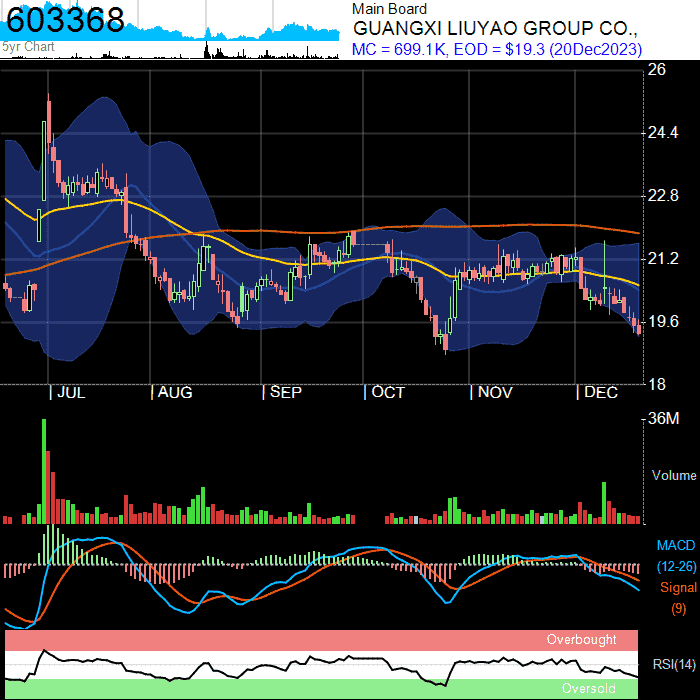 603368
5yr Chart
Main Board
GUANGXI LIUYAO GROUP CO.,
MC = 699.1K, EOD = $19.3 (20Dec2023)
26
24.4
22.8
21.2
19.6
18
JUL
AUG
SEP
OCT
NOV
DEC
36M
Volume
MACD
(12-26)
Signal
(9)
Overbought
RSI(14)
Oversold